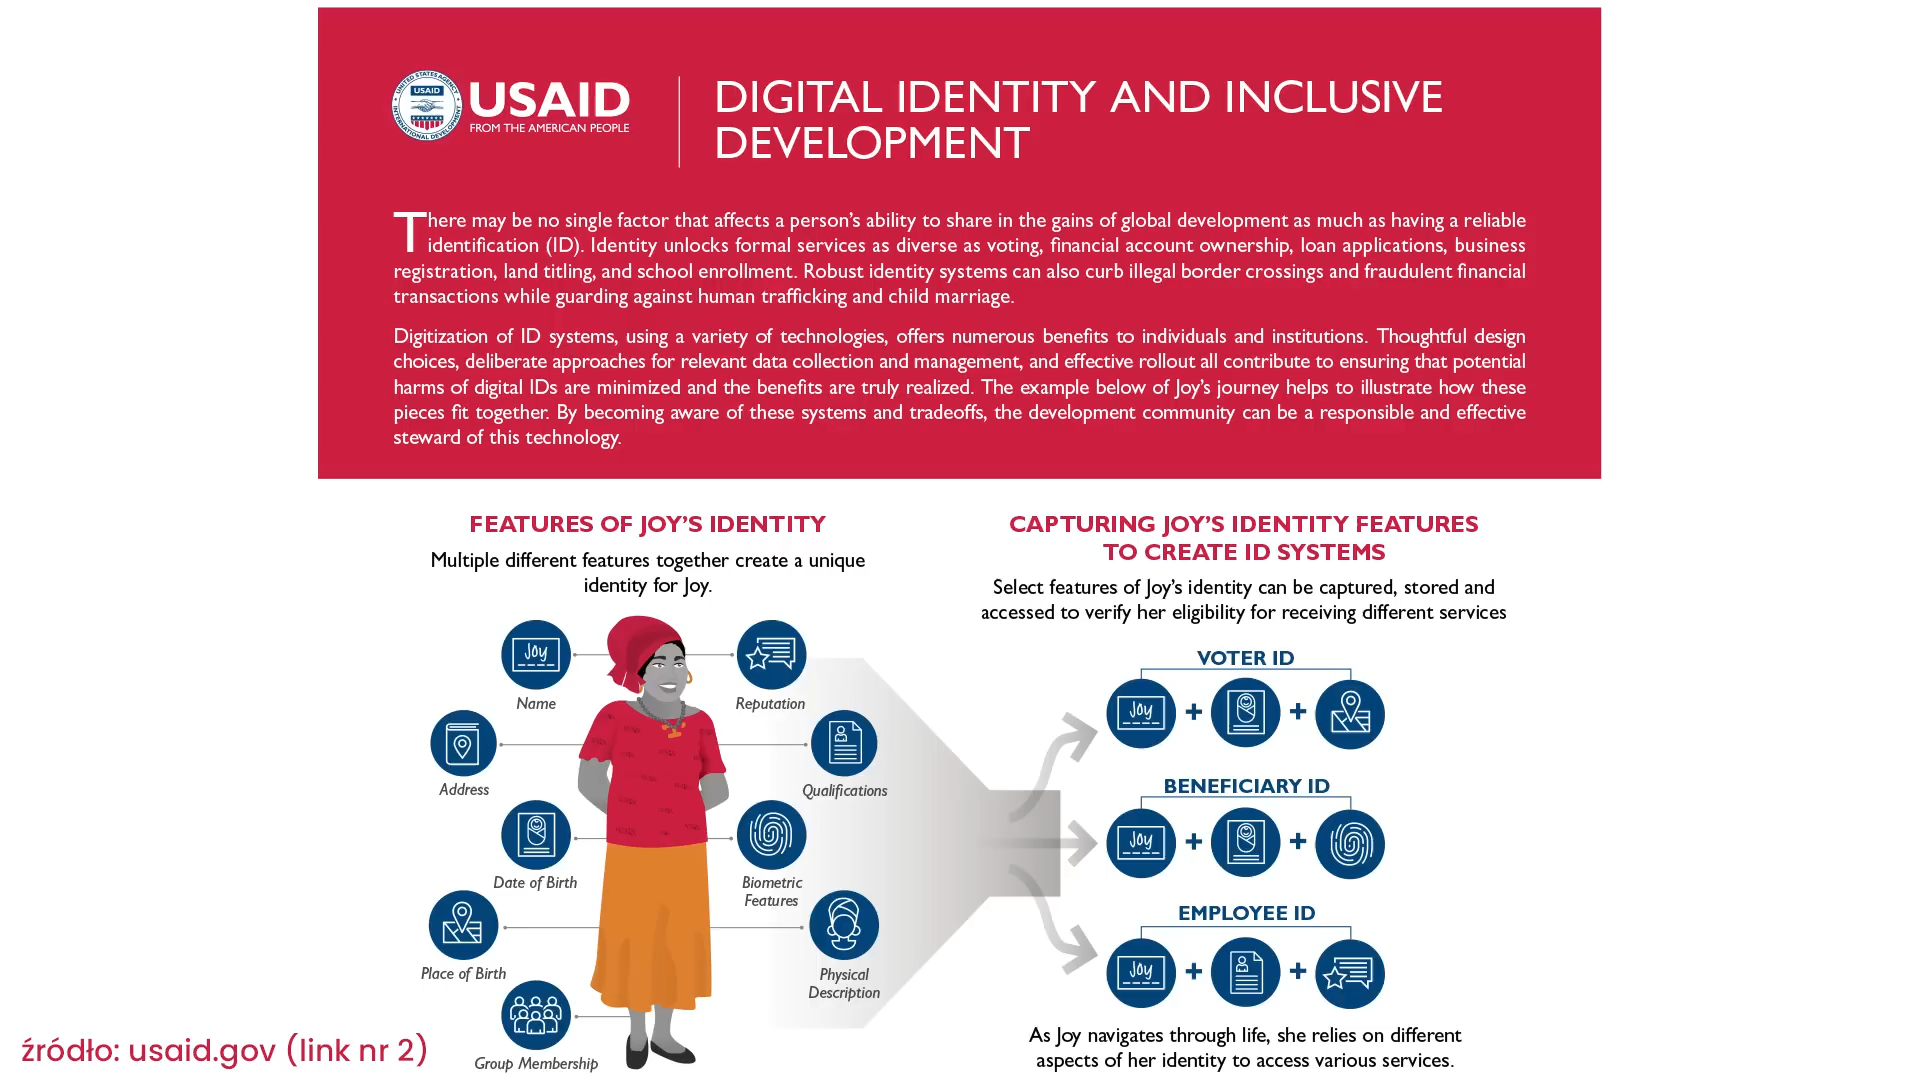 USAID
FROM THE AMERICAN PEOPLE
UNITED STATES AGENCY
USAID
INTERNATIONAL DEVELOPMENT
DIGITAL IDENTITY AND INCLUSIVE
DEVELOPMENT
There may be no single factor that affects a person's ability to share in the gains of global development as much as having a reliable
identification (ID). Identity unlocks formal services as diverse as voting, financial account ownership, loan applications, business
registration, land titling, and school enrollment. Robust identity systems can also curb illegal border crossings and fraudulent financial
transactions while guarding against human trafficking and child marriage.
Digitization of ID systems, using a variety of technologies, offers numerous benefits to individuals and institutions. Thoughtful design
choices, deliberate approaches for relevant data collection and management, and effective rollout all contribute to ensuring that potential
harms of digital IDs are minimized and the benefits are truly realized. The example below of Joy's journey helps to illustrate how these
pieces fit together. By becoming aware of these systems and tradeoffs, the development community can be a responsible and effective
steward of this technology.
FEATURES OF JOY'S IDENTITY
Multiple different features together create a unique
identity for Joy.
Joy
Name
Reputation
Address
Qualifications
Date of Birth
Biometric
Features
Place of Birth
Physical
Description
Group Membership
CAPTURING JOY'S IDENTITY FEATURES
TO CREATE ID SYSTEMS
Select features of Joy's identity can be captured, stored and
accessed to verify her eligibility for receiving different services
VOTER ID
Joy + +
BENEFICIARY ID
Joy + +
EMPLOYEE ID
Joy + +
As Joy navigates through life, she relies on different
aspects of her identity to access various services.
źródło: usaid.gov (link nr 2)